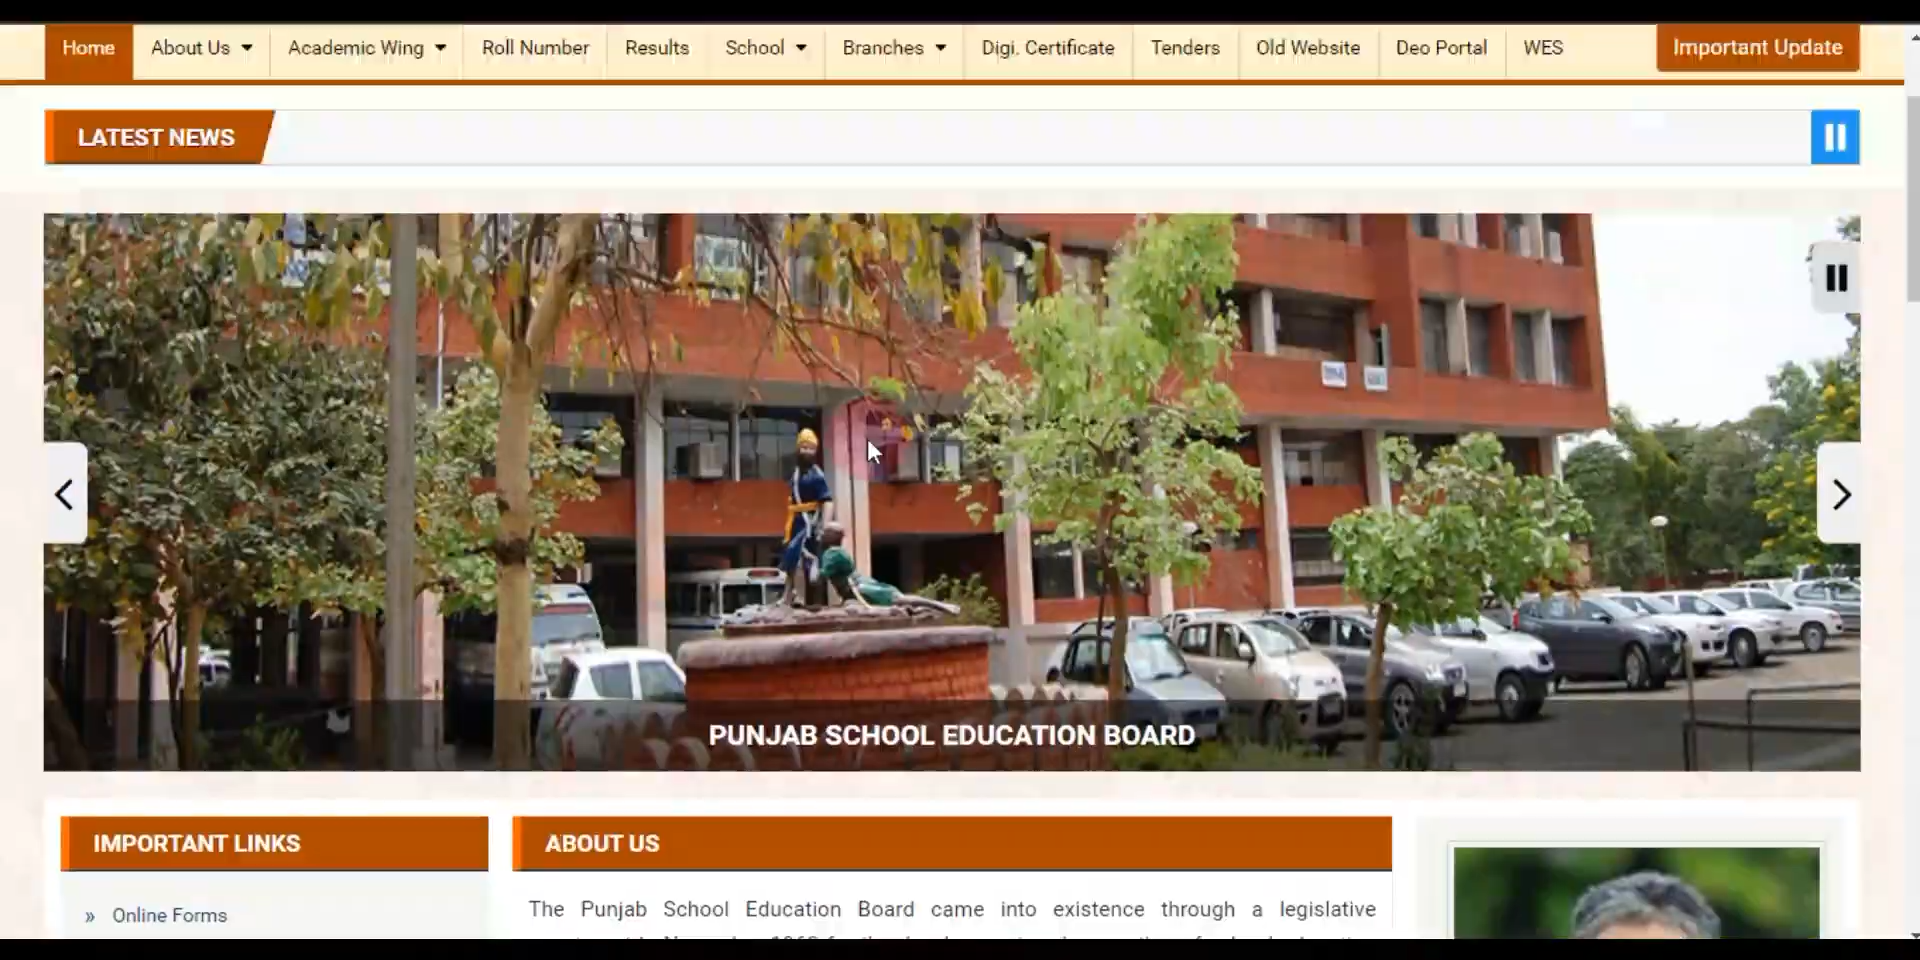 Home About Us Academic Wing Roll Number Results School Branches Digi. Certificate Tenders Old Website Deo Portal WES Important Update
LATEST NEWS
PUNJAB SCHOOL EDUCATION BOARD
IMPORTANT LINKS
» Online Forms
ABOUT US
The Punjab School Education Board came into existence through a legislative